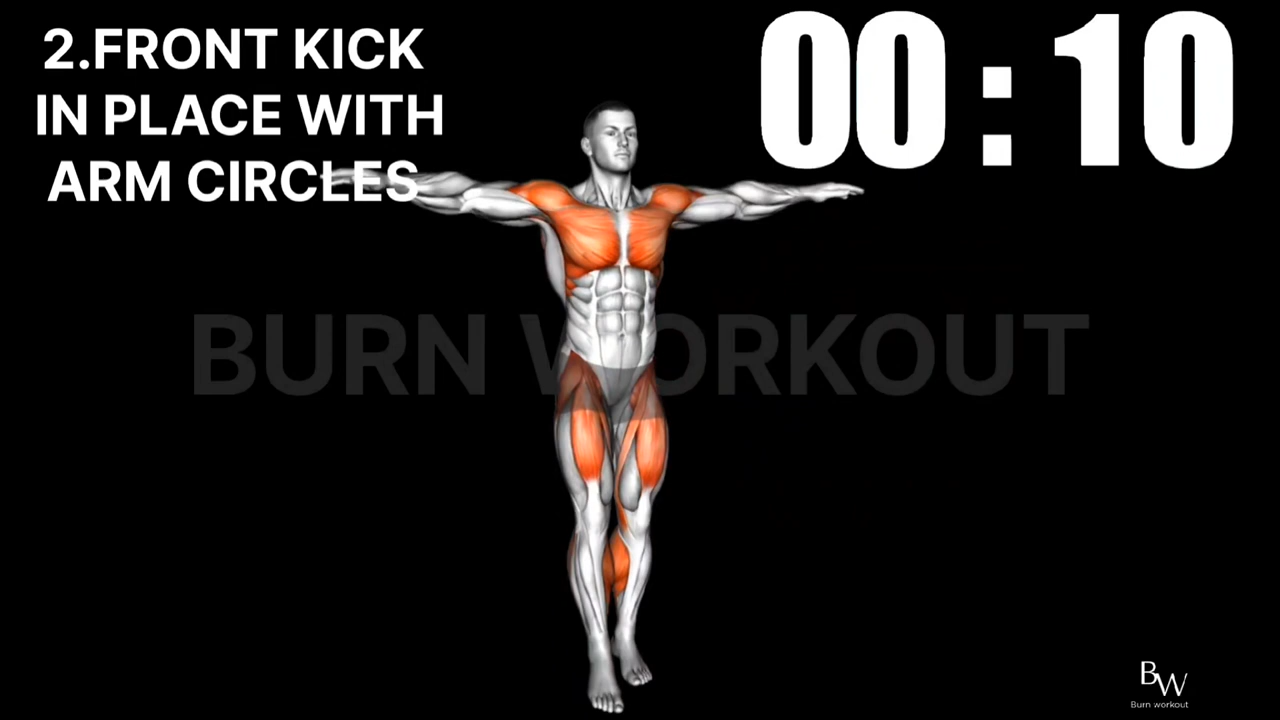 2.FRONT KICK
IN PLACE WITH
ARM CIRCLES
00:10
BURN WORKOUT
BW
Burn workout